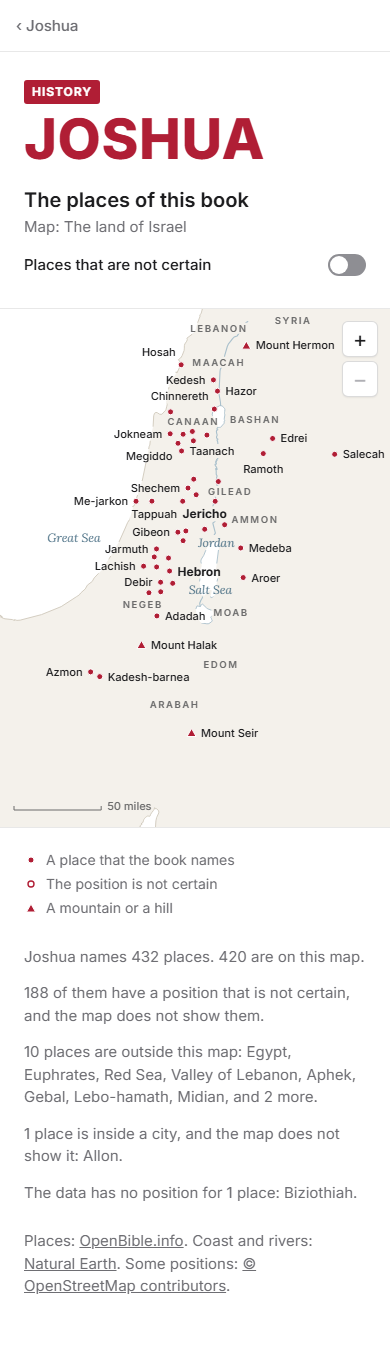 ‹ Joshua
HISTORY
JOSHUA
The places of this book
Map: The land of Israel
Places that are not certain
SYRIA
LEBANON
Mount Hermon
+
Hosah
MAACAH
−
Kedesh
Hazor
Chinnereth
CANAAN
BASHAN
Jokneam
Edrei
Megiddo
Taanach
Salecah
Ramoth
Shechem
GILEAD
Me-jarkon
Tappuah
Jericho
AMMON
Gibeon
Great Sea
Jordan
Jarmuth
Medeba
Lachish
Hebron
Debir
Aroer
Salt Sea
NEGEB
Adadah
MOAB
Mount Halak
EDOM
Azmon
Kadesh-barnea
ARABAH
Mount Seir
50 miles
A place that the book names
The position is not certain
A mountain or a hill
Joshua names 432 places. 420 are on this map.
188 of them have a position that is not certain,
and the map does not show them.
10 places are outside this map: Egypt,
Euphrates, Red Sea, Valley of Lebanon, Aphek,
Gebal, Lebo-hamath, Midian, and 2 more.
1 place is inside a city, and the map does not
show it: Allon.
The data has no position for 1 place: Biziothiah.
Places: OpenBible.info. Coast and rivers:
Natural Earth. Some positions: ©
OpenStreetMap contributors.